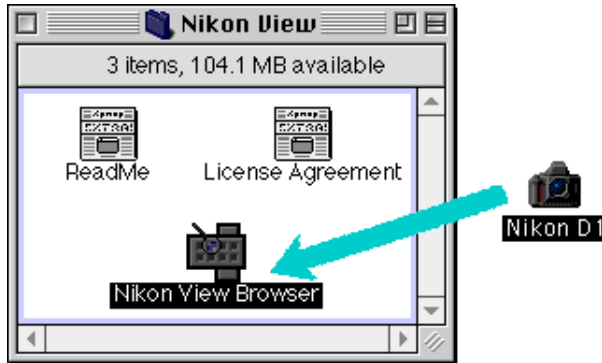 Nikon View
3 items, 104.1 MB available
ReadMe
License Agreement
Nikon D1
Nikon View Browser